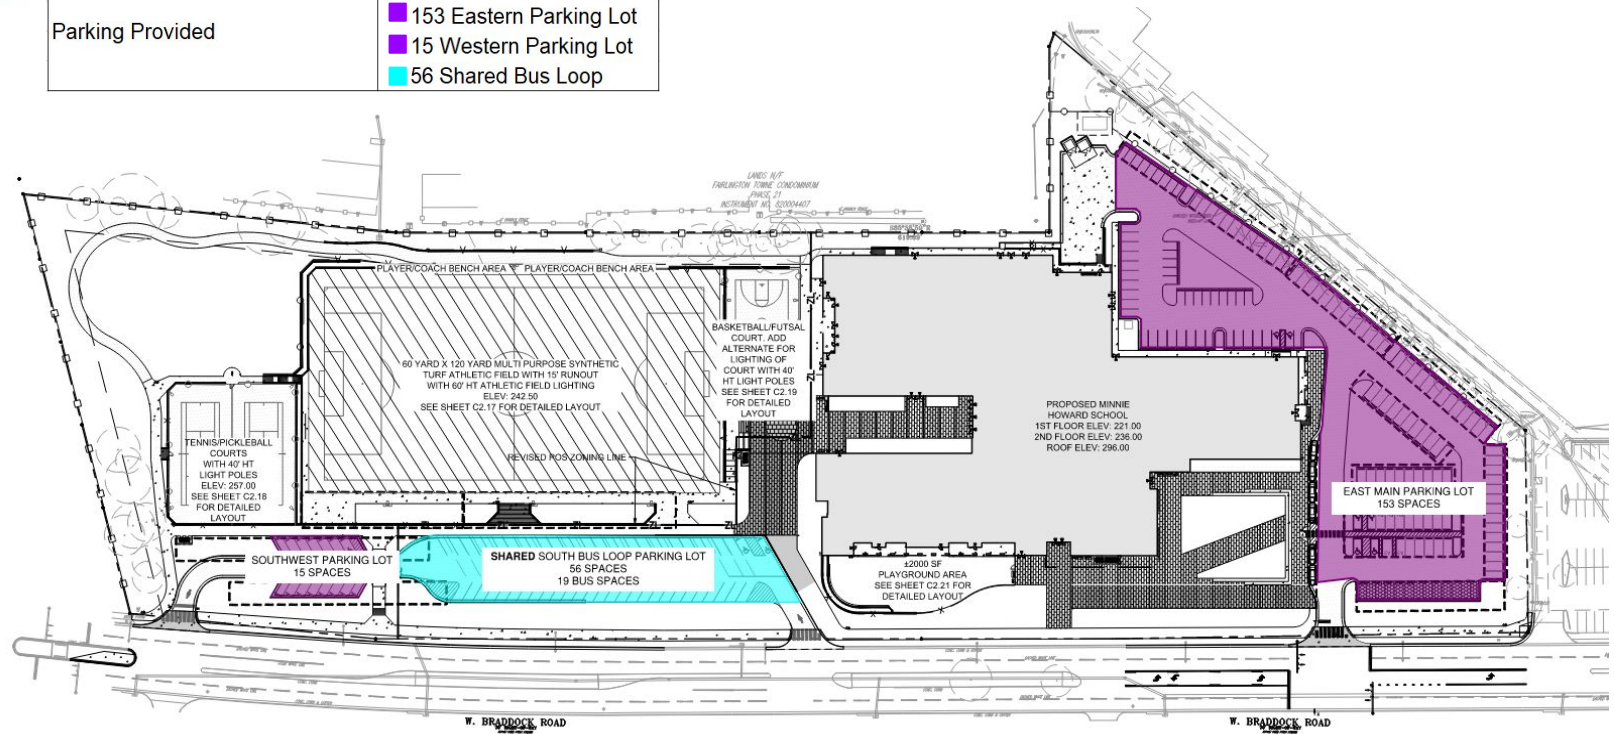 Parking Provided
153 Eastern Parking Lot
15 Western Parking Lot
56 Shared Bus Loop
LANDS N/F
FAIRLINGTON TOWNE CONDOMINIUM
PHASE 21
INSTRUMENT NO. 820004407
PLAYER/COACH BENCH AREA
PLAYER/COACH BENCH AREA
60 YARD X 120 YARD MULTI PURPOSE SYNTHETIC
TURF ATHLETIC FIELD WITH 15' RUNOUT
WITH 60' HT ATHLETIC FIELD LIGHTING
ELEV: 242.50
SEE SHEET C2.17 FOR DETAILED LAYOUT
BASKETBALL/FUTSAL
COURT. ADD
ALTERNATE FOR
LIGHTING OF
COURT WITH 40'
HT LIGHT POLES
SEE SHEET C2.19
FOR DETAILED
LAYOUT
PROPOSED MINNIE
HOWARD SCHOOL
1ST FLOOR ELEV: 221.00
2ND FLOOR ELEV: 236.00
ROOF ELEV: 296.00
TENNIS/PICKLEBALL
COURTS
WITH 40' HT
LIGHT POLES
ELEV: 257.00
SEE SHEET C2.18
FOR DETAILED
LAYOUT
REVISED POS ZONING LINE
EAST MAIN PARKING LOT
153 SPACES
SOUTHWEST PARKING LOT
15 SPACES
SHARED SOUTH BUS LOOP PARKING LOT
56 SPACES
19 BUS SPACES
±2000 SF
PLAYGROUND AREA
SEE SHEET C2.21 FOR
DETAILED LAYOUT
W. BRADDOCK ROAD
W. BRADDOCK ROAD